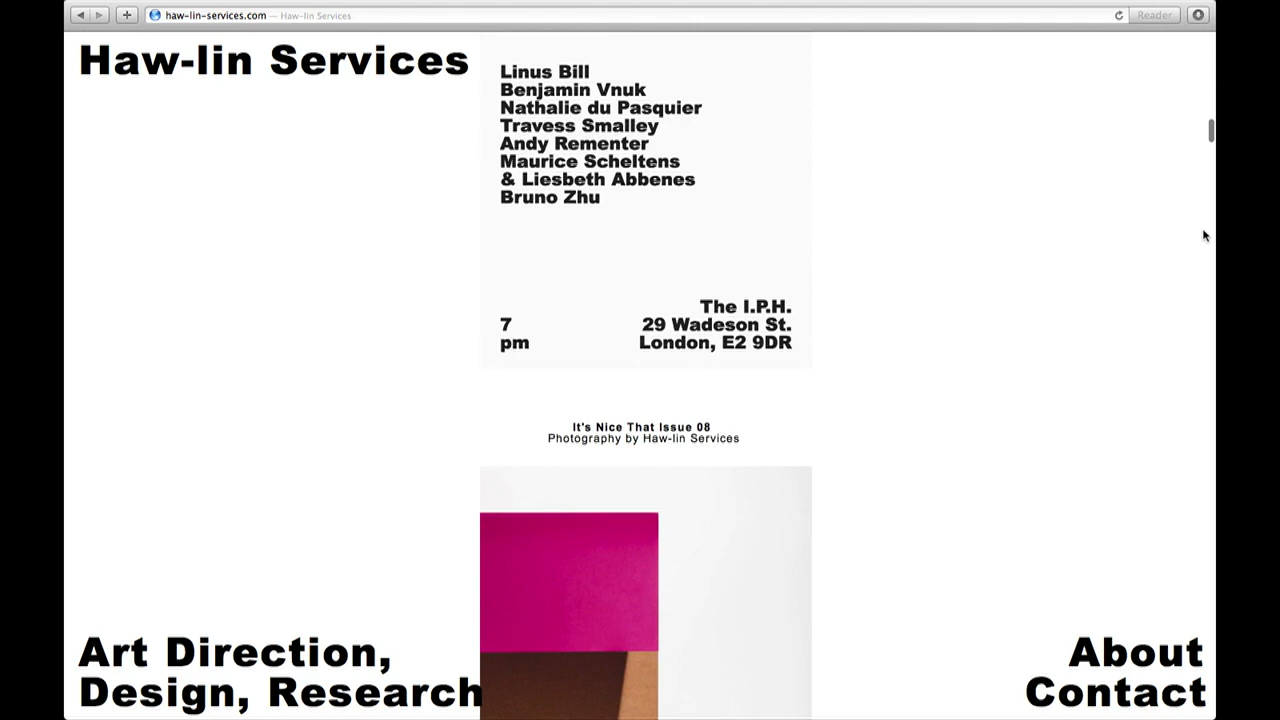 haw-lin-services.com — Haw-lin Services
Reader
Haw-lin Services
Linus Bill
Benjamin Vnuk
Nathalie du Pasquier
Travess Smalley
Andy Rementer
Maurice Scheltens
& Liesbeth Abbenes
Bruno Zhu
The I.P.H.
7 29 Wadeson St.
pm London, E2 9DR
It's Nice That Issue 08
Photography by Haw-lin Services
Art Direction,
Design, Research
About
Contact